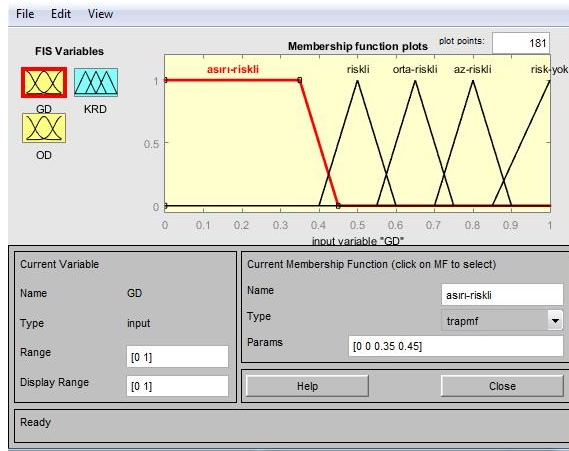 File Edit View
FIS Variables
GD
KRD
OD
Membership function plots
plot points:
181
asırı-riskli
riskli
orta-riskli
az-riskli
risk-yok
1
0.5
0
0 0.1 0.2 0.3 0.4 0.5 0.6 0.7 0.8 0.9 1
input variable "GD"
Current Variable
Name GD
Type input
Range [0 1]
Display Range [0 1]
Current Membership Function (click on MF to select)
Name asırı-riskli
Type trapmf
Params [0 0 0.35 0.45]
Help Close
Ready